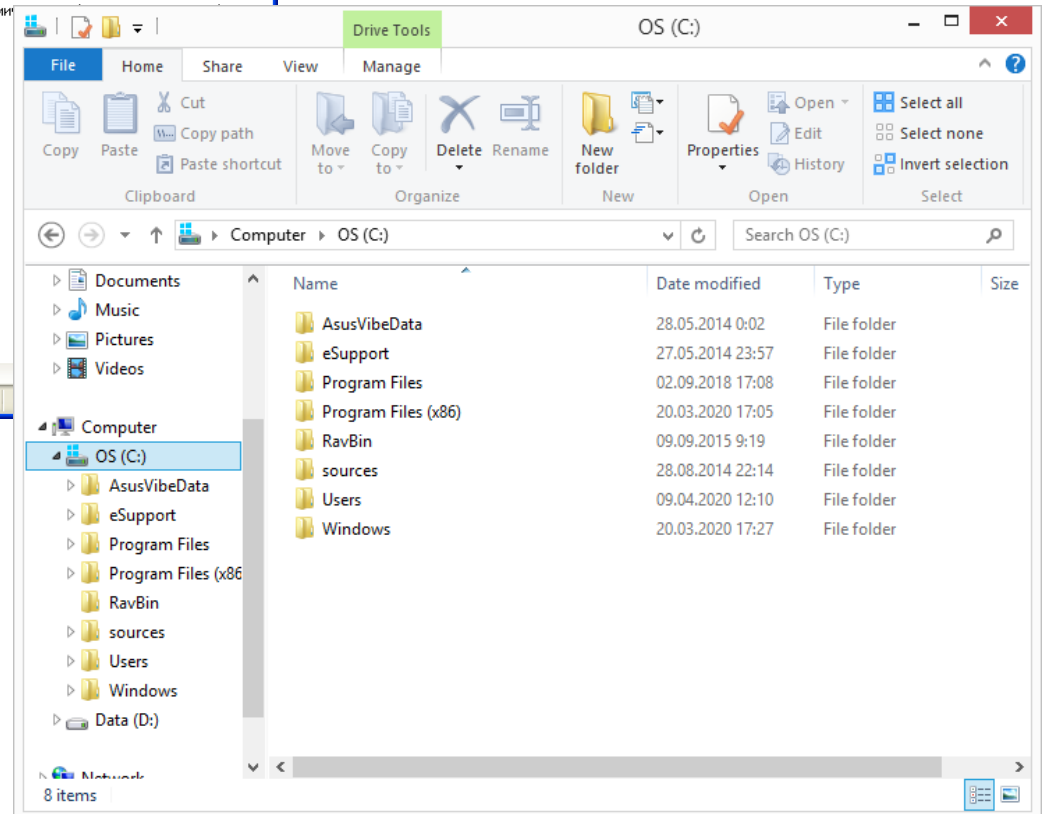 Drive Tools OS (C:)
File Home Share View Manage
Copy Paste Cut Copy path Paste shortcut Move to Copy to Delete Rename New folder Properties Open Edit History Select all Select none Invert selection
Clipboard Organize New Open Select
Computer OS (C:) Search OS (C:)
Documents
Music
Pictures
Videos
Computer
OS (C:)
AsusVibeData
eSupport
Program Files
Program Files (x86
RavBin
sources
Users
Windows
Data (D:)
Network
Name Date modified Type Size
AsusVibeData 28.05.2014 0:02 File folder
eSupport 27.05.2014 23:57 File folder
Program Files 02.09.2018 17:08 File folder
Program Files (x86) 20.03.2020 17:05 File folder
RavBin 09.09.2015 9:19 File folder
sources 28.08.2014 22:14 File folder
Users 09.04.2020 12:10 File folder
Windows 20.03.2020 17:27 File folder
8 items